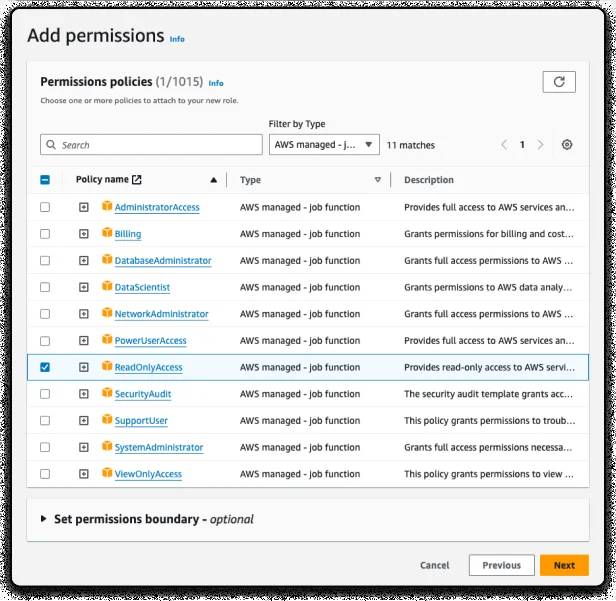 Add permissions Info
Permissions policies (1/1015) Info
Choose one or more policies to attach to your new role.
Filter by Type
Search
AWS managed - j...
11 matches
1
Policy name Type Description
AdministratorAccess AWS managed - job function Provides full access to AWS services an...
Billing AWS managed - job function Grants permissions for billing and cost...
DatabaseAdministrator AWS managed - job function Grants full access permissions to AWS ...
DataScientist AWS managed - job function Grants permissions to AWS data analy...
NetworkAdministrator AWS managed - job function Grants full access permissions to AWS ...
PowerUserAccess AWS managed - job function Provides full access to AWS services an...
ReadOnlyAccess AWS managed - job function Provides read-only access to AWS servi...
SecurityAudit AWS managed - job function The security audit template grants acc...
SupportUser AWS managed - job function This policy grants permissions to troub...
SystemAdministrator AWS managed - job function Grants full access permissions necessa...
ViewOnlyAccess AWS managed - job function This policy grants permissions to view ...
Set permissions boundary - optional
Cancel Previous Next